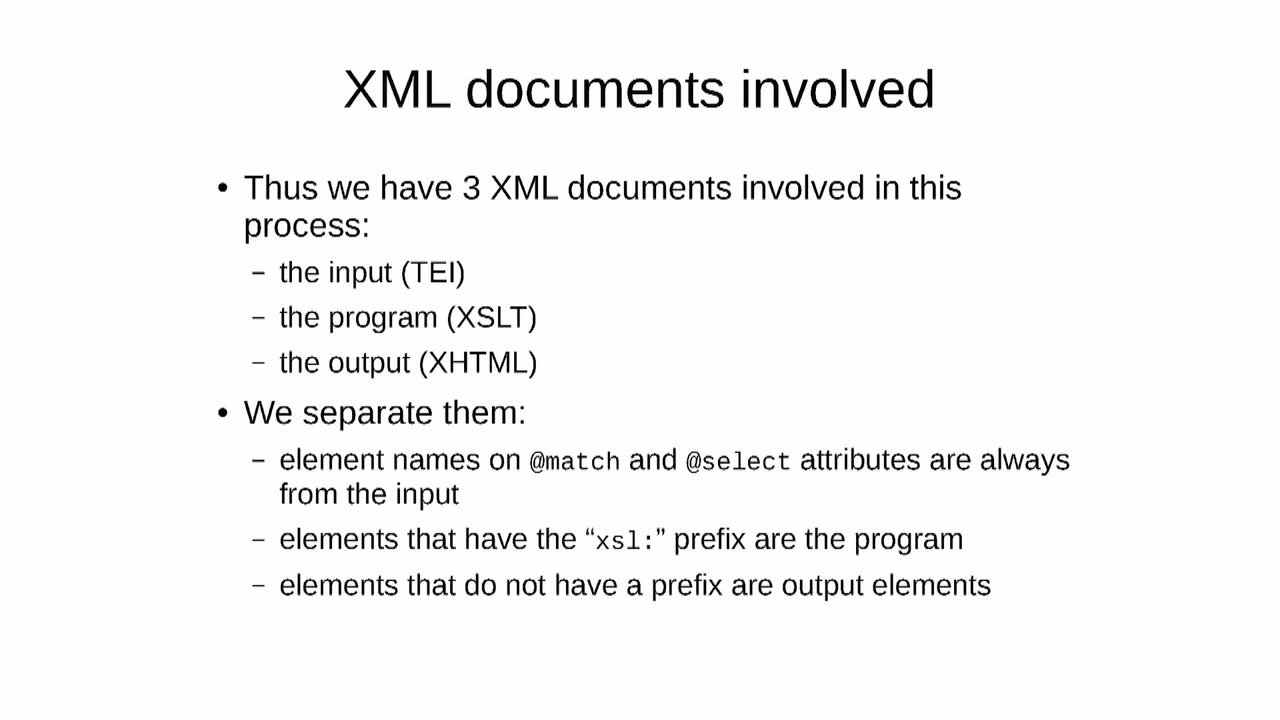 XML documents involved
• Thus we have 3 XML documents involved in this
process:
– the input (TEI)
– the program (XSLT)
– the output (XHTML)
• We separate them:
– element names on @match and @select attributes are always
from the input
– elements that have the “xsl:” prefix are the program
– elements that do not have a prefix are output elements